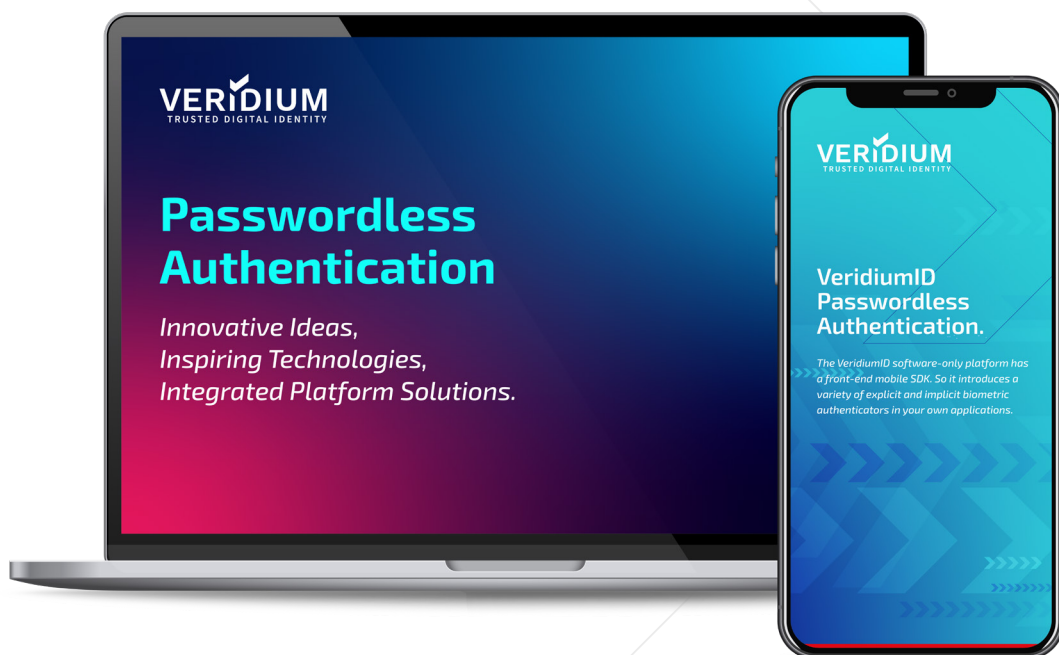 VERIDIUM
TRUSTED DIGITAL IDENTITY
Passwordless
Authentication
Innovative Ideas,
Inspiring Technologies,
Integrated Platform Solutions.
VERIDIUM
TRUSTED DIGITAL IDENTITY
VeridiumID
Passwordless
Authentication.
The VeridiumID software-only platform has
a front-end mobile SDK. So it introduces a
variety of explicit and implicit biometric
authenticators in your own applications.